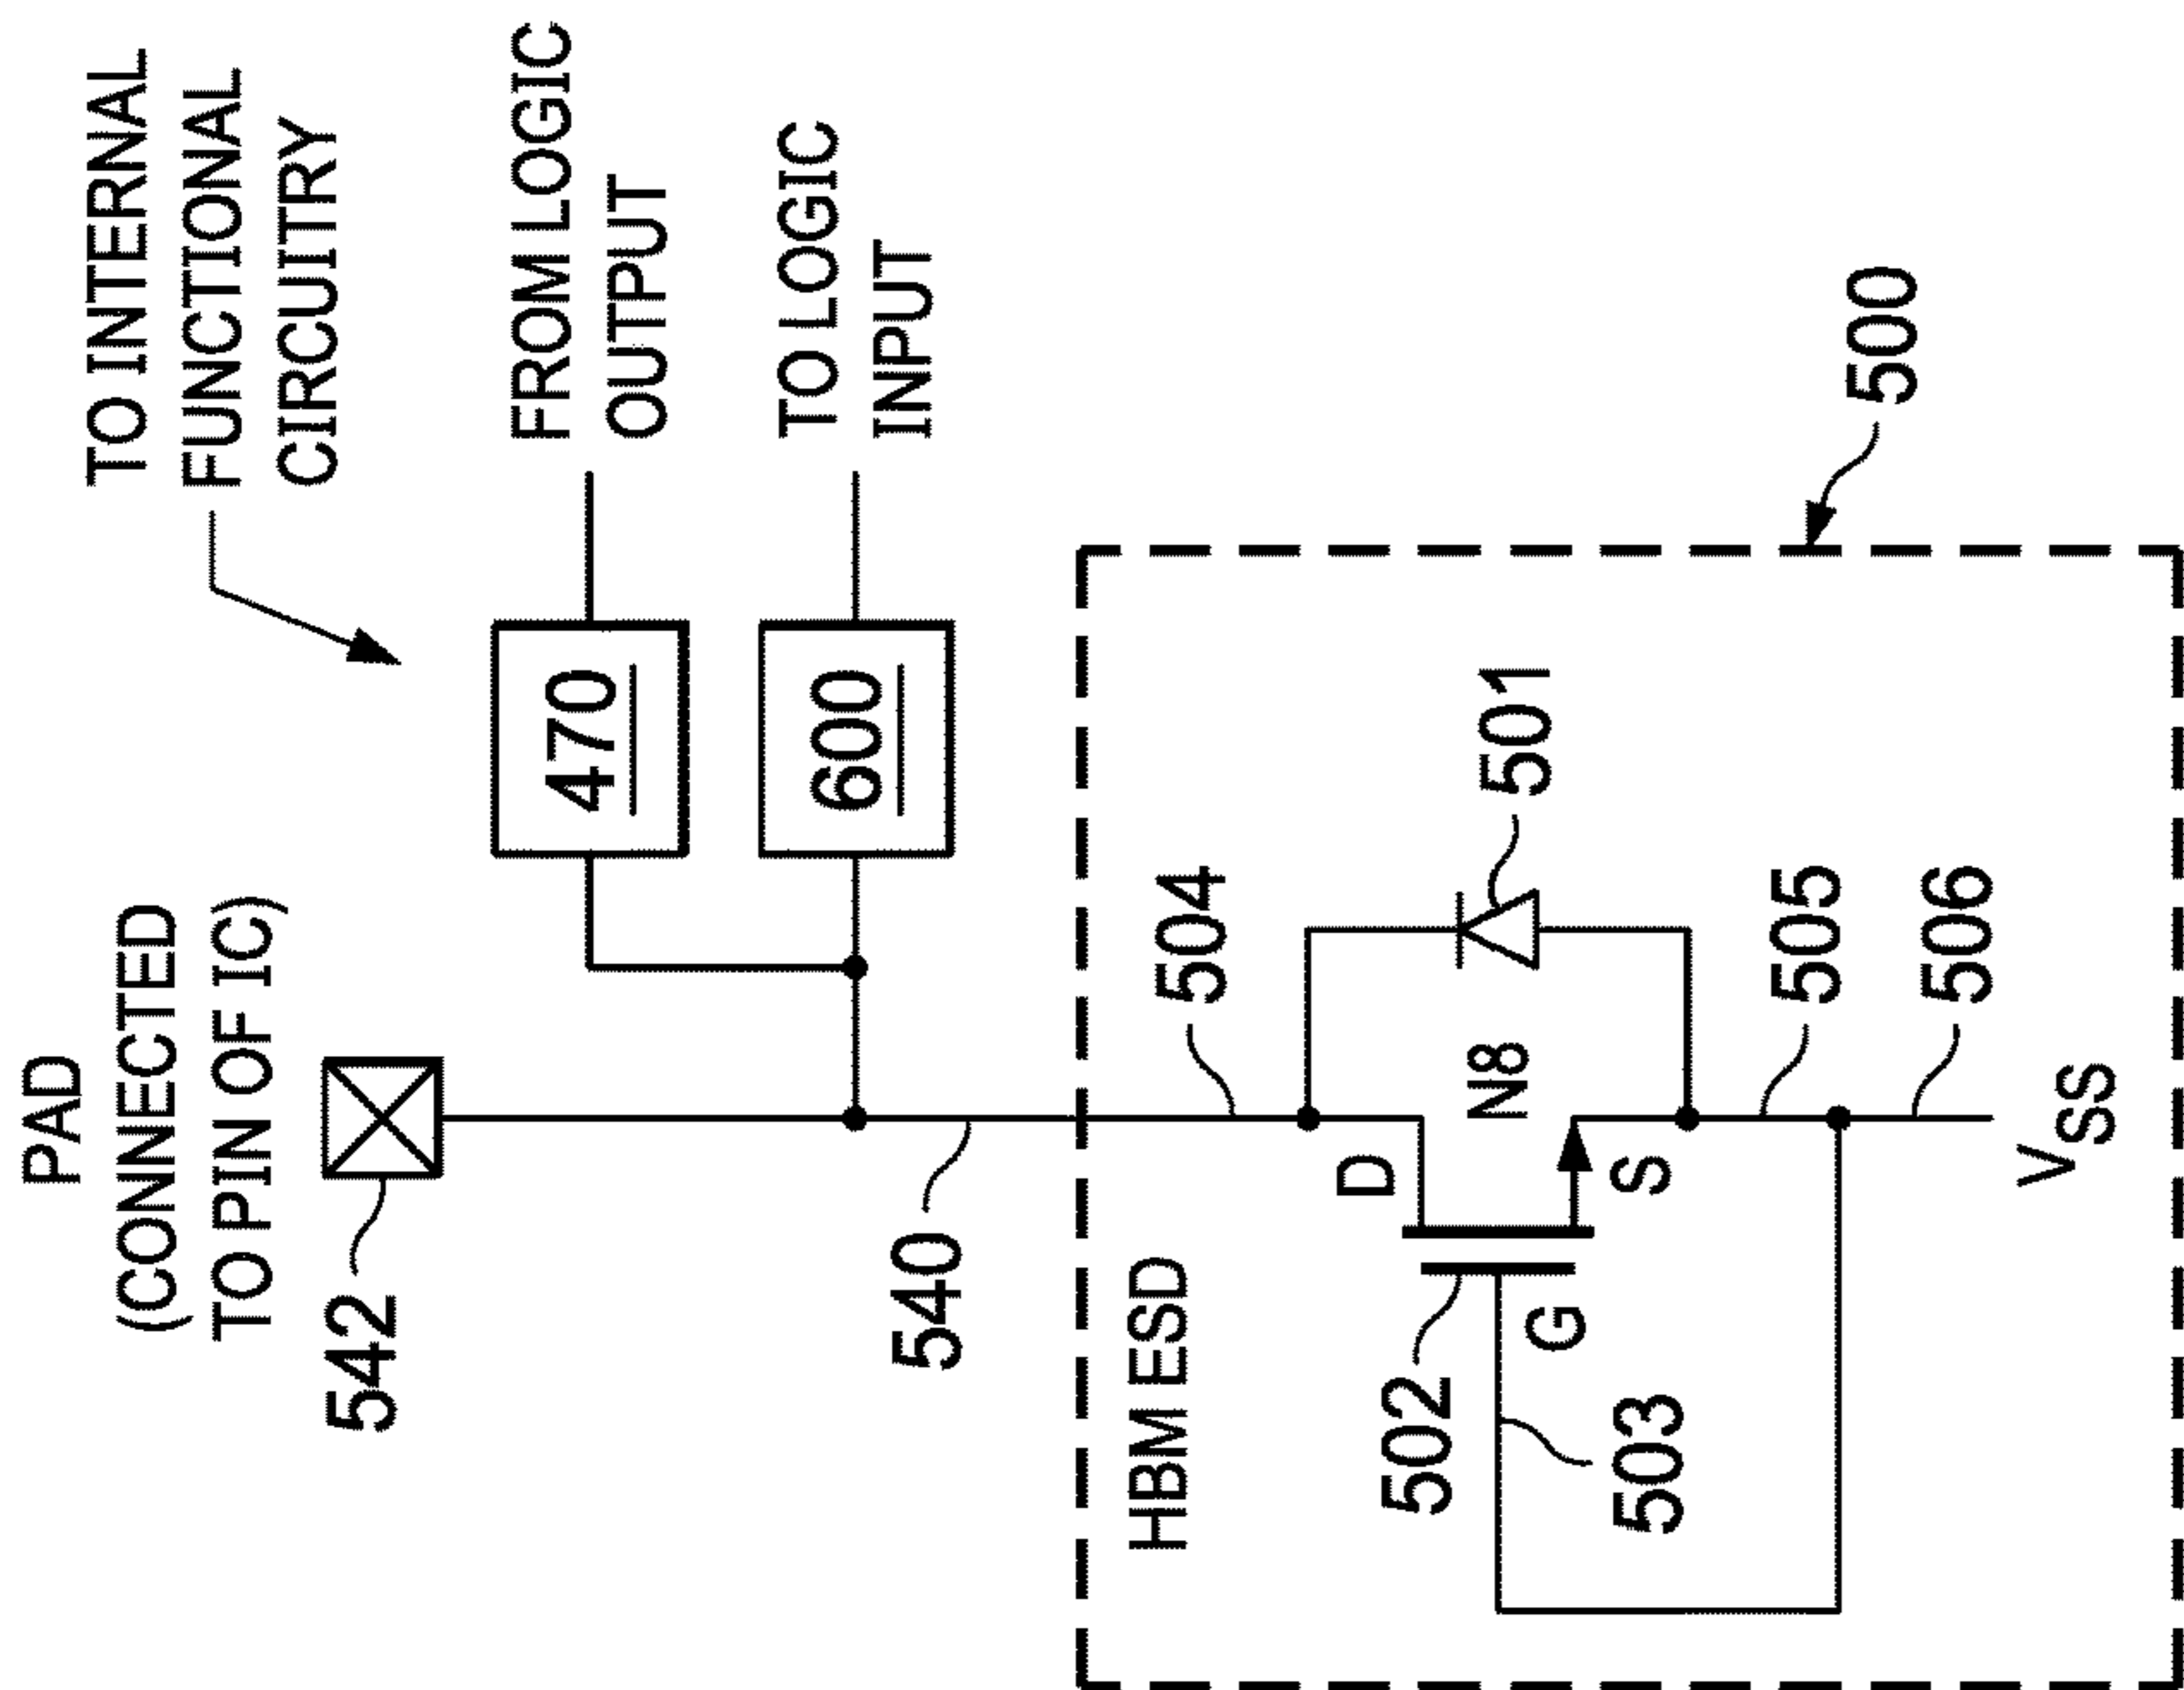 PAD
(CONNECTED
TO PIN OF IC)
542
TO INTERNAL
FUNCTIONAL
CIRCUITRY
470
FROM LOGIC
OUTPUT
600
TO LOGIC
INPUT
540
500
HBM ESD
504
D
502
G
503
N8
501
S
505
506
VSS